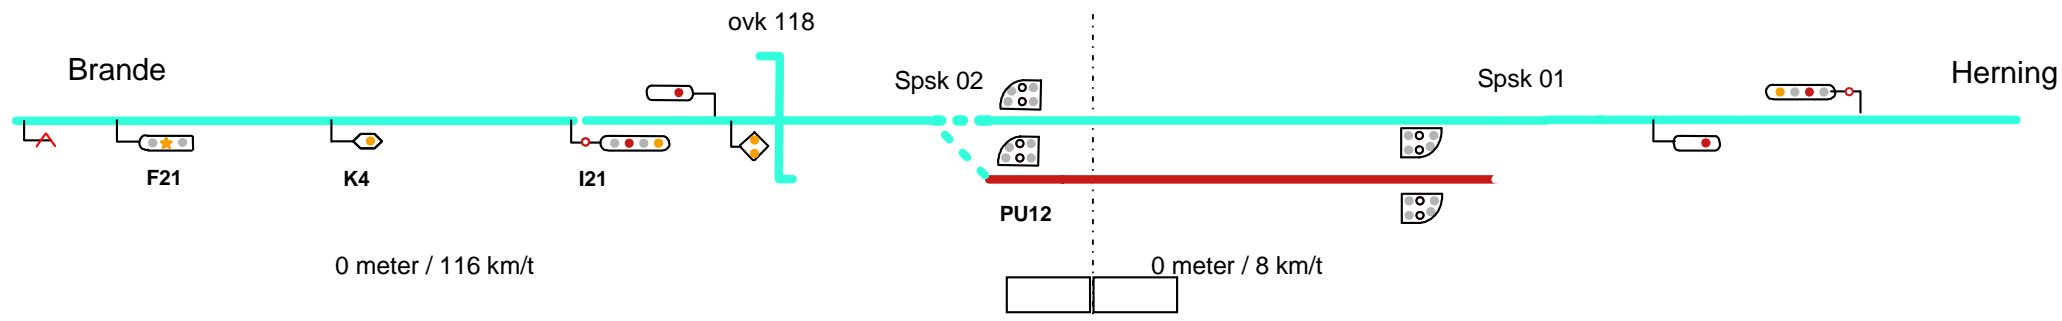 ovk 118
Brande
Spsk 02
Spsk 01
Herning
F21
K4
I21
PU12
0 meter / 116 km/t
0 meter / 8 km/t